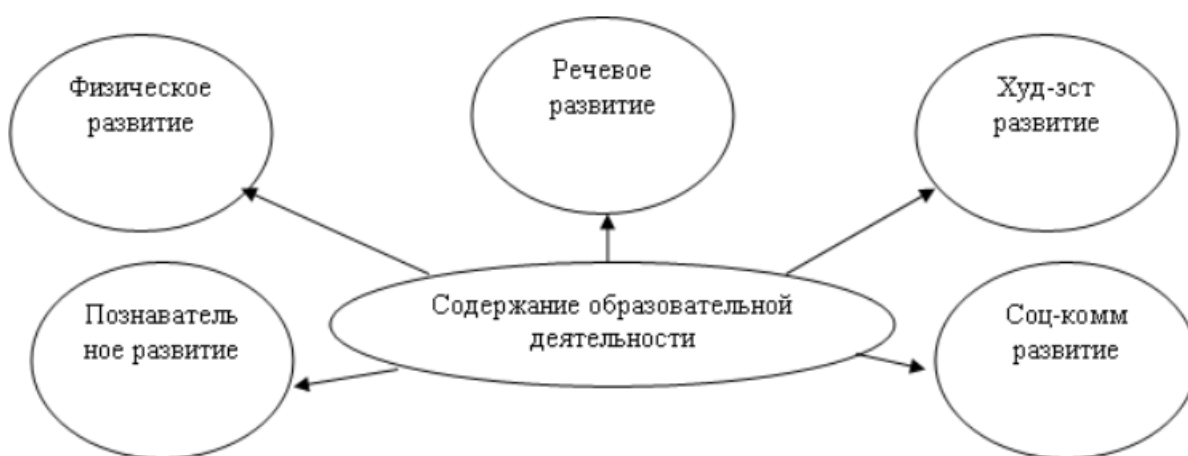 Физическое
развитие
Речевое
развитие
Худ-эст
развитие
Познаватель
ное развитие
Содержание образовательной
деятельности
Соц-комм
развитие